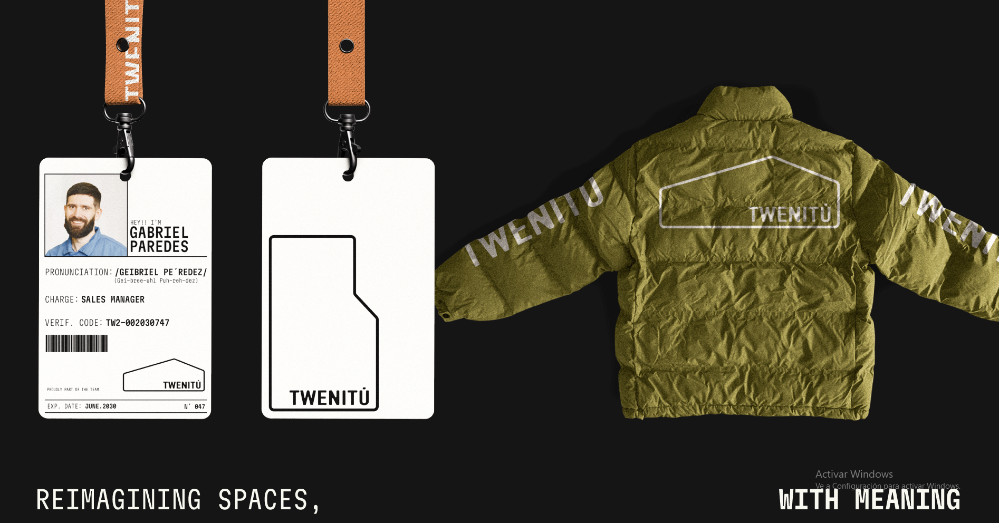 TWENIT
HEY!! I'M
GABRIEL
PAREDES
PRONUNCIATION: /GEIBRIEL PE´REDEZ/
(Gei-bree-uhl Puh-reh-dez)
CHARGE: SALES MANAGER
VERIF. CODE: TW2-002030747
TWENITÚ
PROUDLY PART OF THE TEAM.
EXP. DATE: JUNE.2030
N° 047
TWENITÚ
TWENITÚ
TWENITÚ
TWENI
Activar Windows
Ve a Configuración para activar Windows.
REIMAGINING SPACES,
WITH MEANING